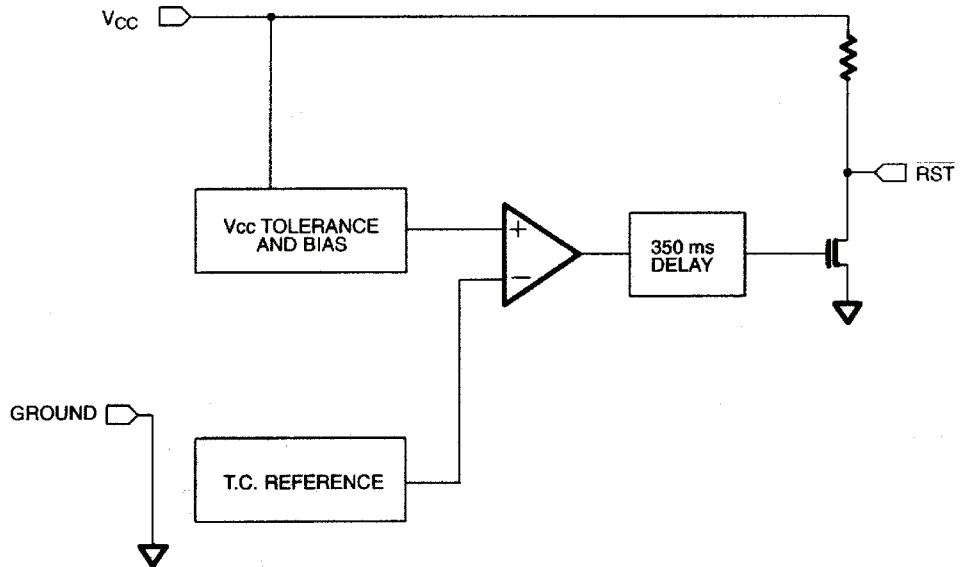 VCC
RST
Vcc TOLERANCE
AND BIAS
+
−
350 ms
DELAY
GROUND
T.C. REFERENCE